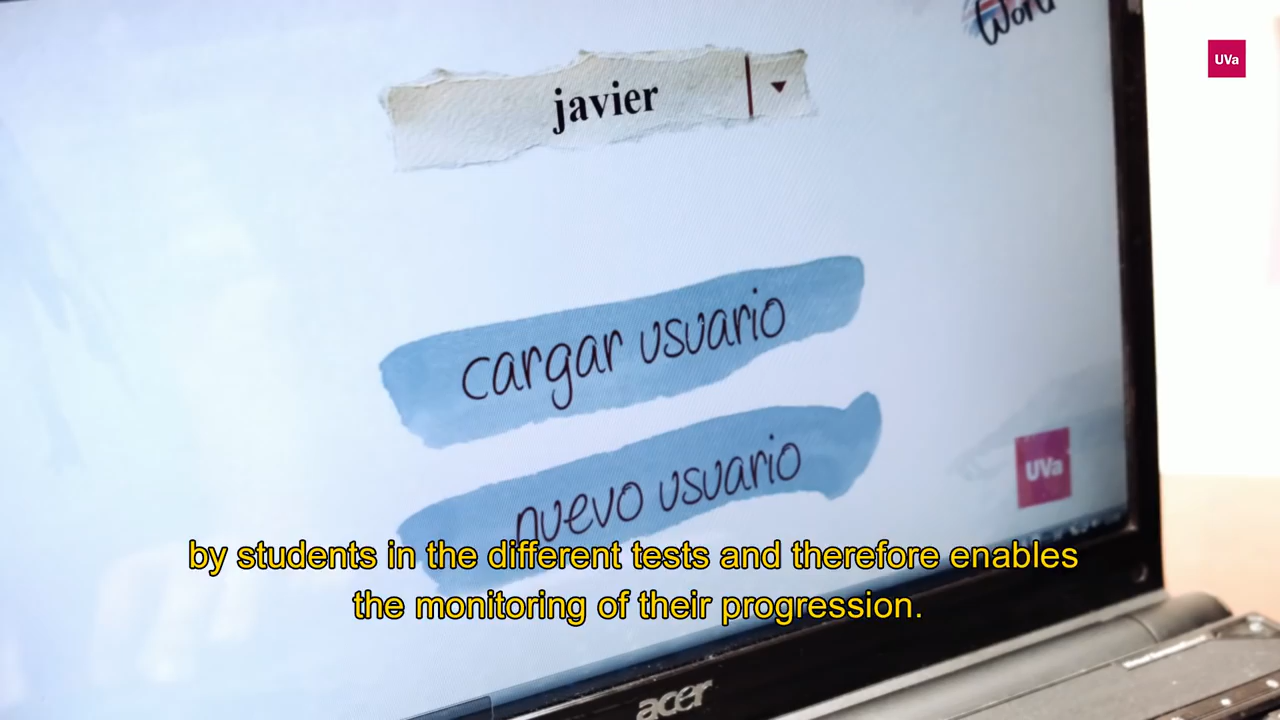 Word
UVa
javier
cargar usuario
nuevo usuario
UVa
by students in the different tests and therefore enables
the monitoring of their progression.
acer